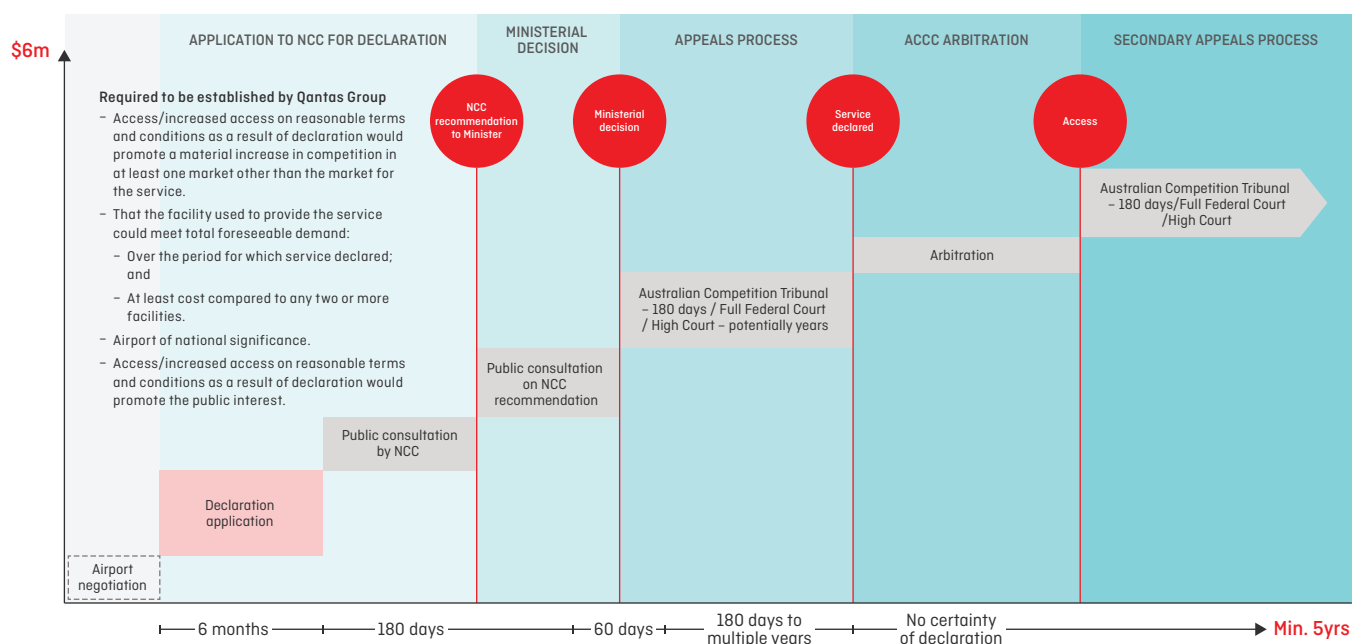 $6m
APPLICATION TO NCC FOR DECLARATION
MINISTERIAL
DECISION
APPEALS PROCESS
ACCC ARBITRATION
SECONDARY APPEALS PROCESS
Required to be established by Qantas Group
– Access/increased access on reasonable terms
and conditions as a result of declaration would
promote a material increase in competition in
at least one market other than the market for
the service.
– That the facility used to provide the service
could meet total foreseeable demand:
– Over the period for which service declared;
and
– At least cost compared to any two or more
facilities.
– Airport of national significance.
– Access/increased access on reasonable terms
and conditions as a result of declaration would
promote the public interest.
NCC
recommendation
to Minister
Ministerial
decision
Service
declared
Access
Australian Competition Tribunal
– 180 days/Full Federal Court
/High Court
Arbitration
Australian Competition Tribunal
– 180 days / Full Federal Court
/ High Court – potentially years
Public consultation
on NCC
recommendation
Public consultation
by NCC
Declaration
application
Airport
negotiation
6 months
180 days
60 days
180 days to
multiple years
No certainty
of declaration
Min. 5yrs